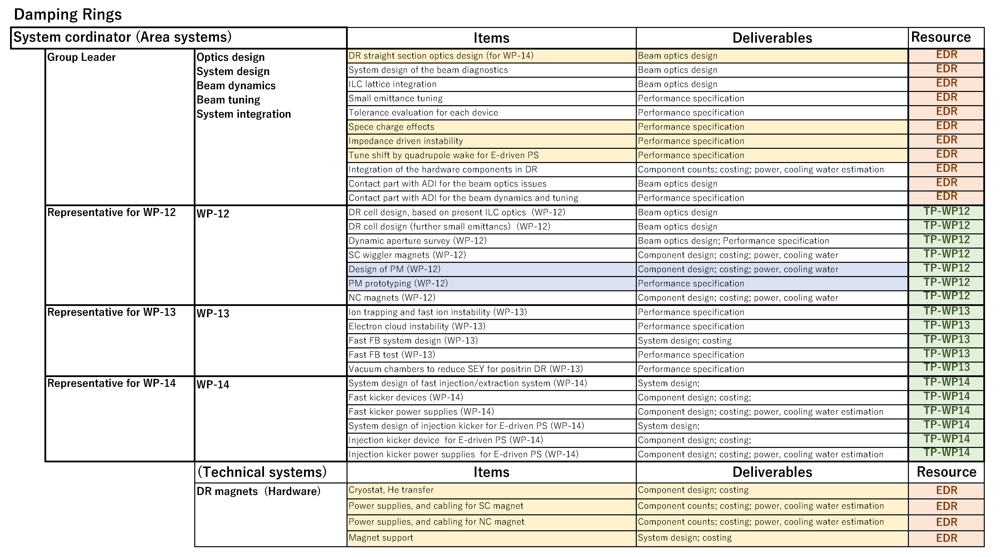 Damping Rings
System cordinator (Area systems) Items Deliverables Resource
Group Leader Optics design DR straight section optics design (for WP-14) Beam optics design EDR
System design System design of the beam diagnostics Beam optics design EDR
Beam dynamics ILC lattice integration Beam optics design EDR
Beam tuning Small emittance tuning Performance specification EDR
System integration Tolerance evaluation for each device Performance specification EDR
Spece charge effects Performance specification EDR
Impedance driven instability Performance specification EDR
Tune shift by quadrupole wake for E-driven PS Performance specification EDR
Integration of the hardware components in DR Component counts; costing; power, cooling water estimation EDR
Contact part with ADI for the beam optics issues Beam optics design EDR
Contact part with ADI for the beam dynamics and tuning Performance specification EDR
Representative for WP-12 WP-12 DR cell design, based on present ILC optics (WP-12) Beam optics design TP-WP12
DR cell design (further small emittancs) (WP-12) Beam optics design TP-WP12
Dynamic aperture survey (WP-12) Beam optics design; Performance specification TP-WP12
SC wiggler magnets (WP-12) Component design; costing; power, cooling water TP-WP12
Design of PM (WP-12) Component design; costing; power, cooling water TP-WP12
PM prototyping (WP-12) Performance specification TP-WP12
NC magnets (WP-12) Component design; costing; power, cooling water TP-WP12
Representative for WP-13 WP-13 Ion trapping and fast ion instability (WP-13) Performance specification TP-WP13
Electron cloud instability (WP-13) Performance specification TP-WP13
Fast FB system design (WP-13) System design; costing TP-WP13
Fast FB test (WP-13) Performance specification TP-WP13
Vacuum chambers to reduce SEY for positrin DR (WP-13) Performance specification TP-WP13
Representative for WP-14 WP-14 System design of fast injection/extraction system (WP-14) System design; TP-WP14
Fast kicker devices (WP-14) Component design; costing; TP-WP14
Fast kicker power supplies (WP-14) Component design; costing; power, cooling water estimation TP-WP14
System design of injection kicker for E-driven PS (WP-14) System design; TP-WP14
Injection kicker device for E-driven PS (WP-14) Component design; costing; TP-WP14
Injection kicker power supplies for E-driven PS (WP-14) Component design; costing; power, cooling water estimation TP-WP14
(Technical systems) Items Deliverables Resource
DR magnets (Hardware) Cryostat, He transfer Component design; costing EDR
Power supplies, and cabling for SC magnet Component counts; costing; power, cooling water estimation EDR
Power supplies, and cabling for NC magnet Component counts; costing; power, cooling water estimation EDR
Magnet support System design; costing EDR